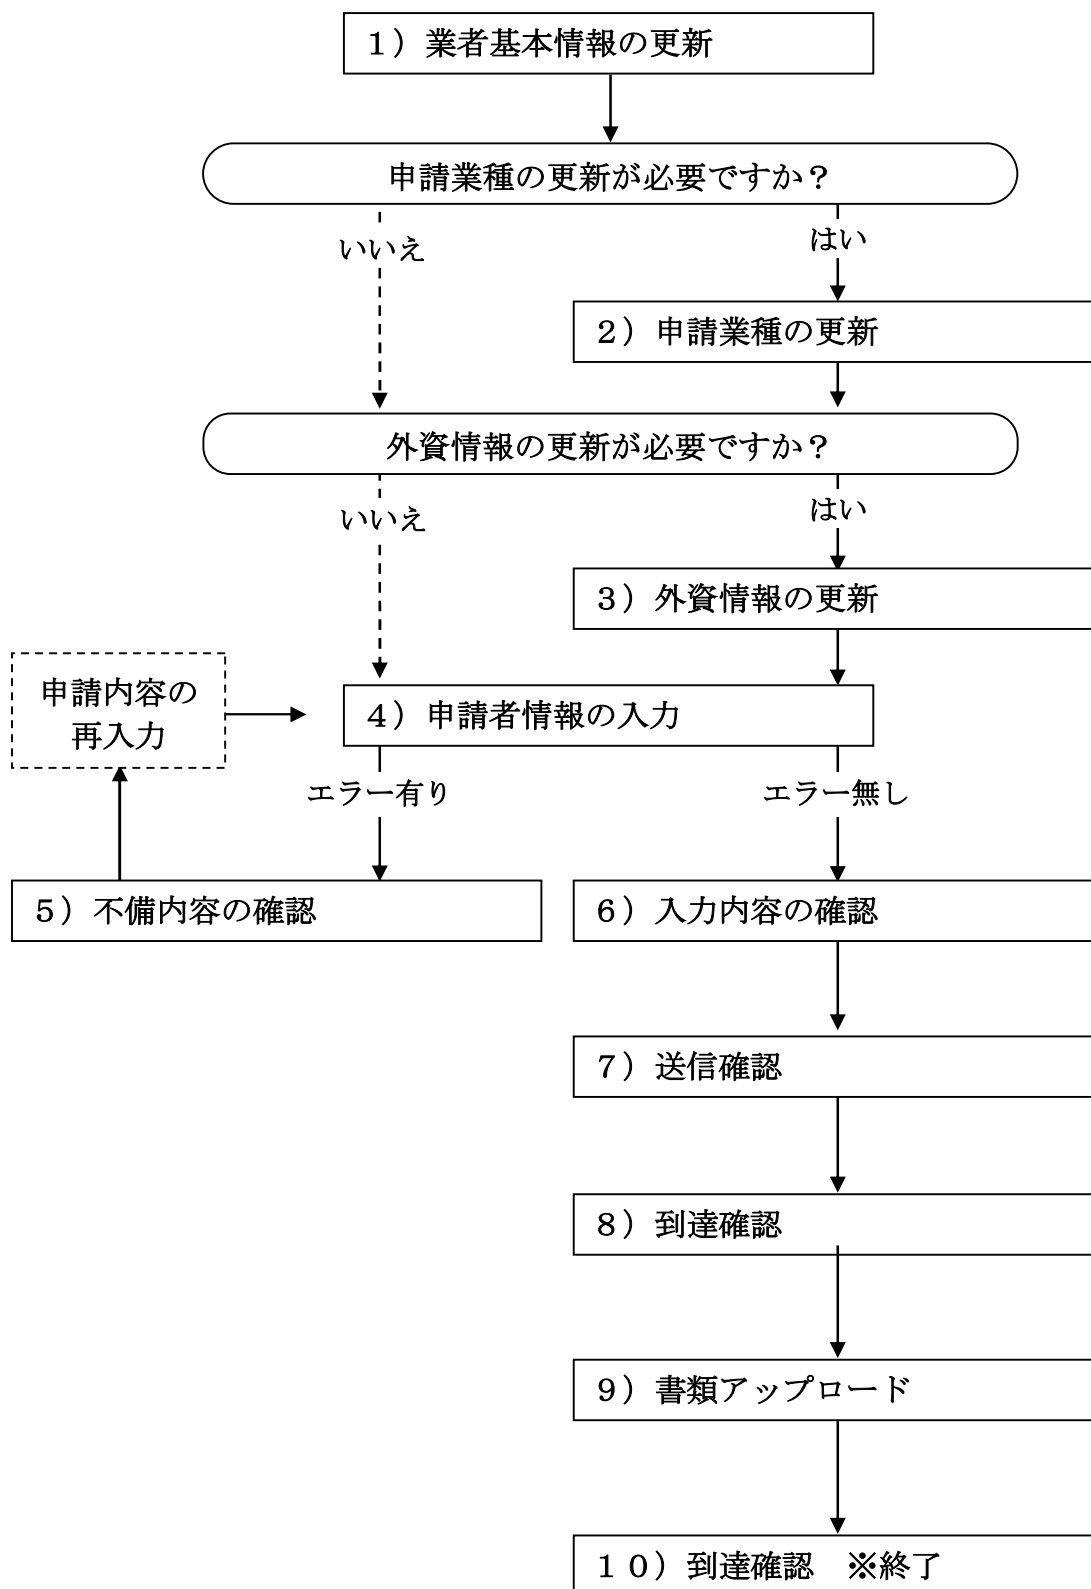 １）業者基本情報の更新
申請業種の更新が必要ですか？
いいえ
はい
２）申請業種の更新
外資情報の更新が必要ですか？
いいえ
はい
３）外資情報の更新
申請内容の
再入力
４）申請者情報の入力
エラー有り
エラー無し
５）不備内容の確認
６）入力内容の確認
７）送信確認
８）到達確認
９）書類アップロード
１０）到達確認　※終了